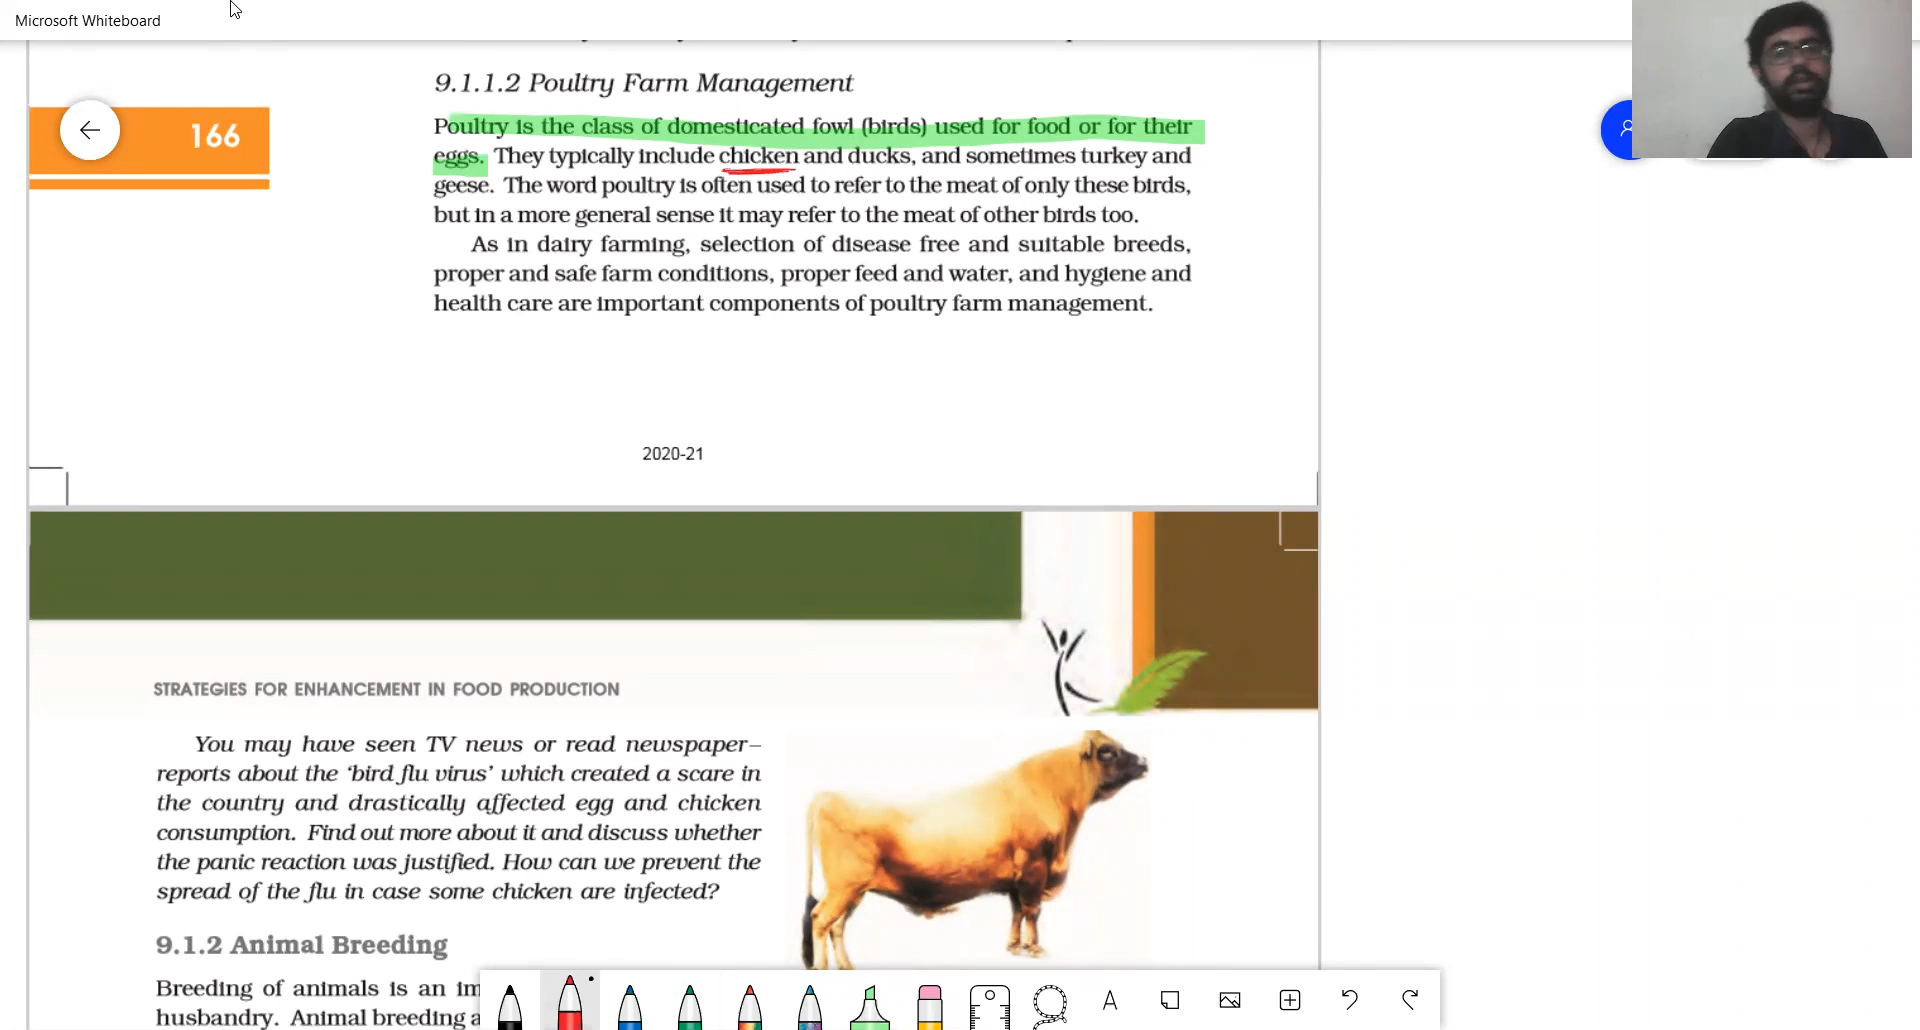 Microsoft Whiteboard
9.1.1.2 Poultry Farm Management
166
Poultry is the class of domesticated fowl (birds) used for food or for their
eggs. They typically include chicken and ducks, and sometimes turkey and
geese. The word poultry is often used to refer to the meat of only these birds,
but in a more general sense it may refer to the meat of other birds too.
As in dairy farming, selection of disease free and suitable breeds,
proper and safe farm conditions, proper feed and water, and hygiene and
health care are important components of poultry farm management.
2020-21
STRATEGIES FOR ENHANCEMENT IN FOOD PRODUCTION
You may have seen TV news or read newspaper–
reports about the ‘bird flu virus’ which created a scare in
the country and drastically affected egg and chicken
consumption. Find out more about it and discuss whether
the panic reaction was justified. How can we prevent the
spread of the flu in case some chicken are infected?
9.1.2 Animal Breeding
Breeding of animals is an
husbandry. Animal breeding